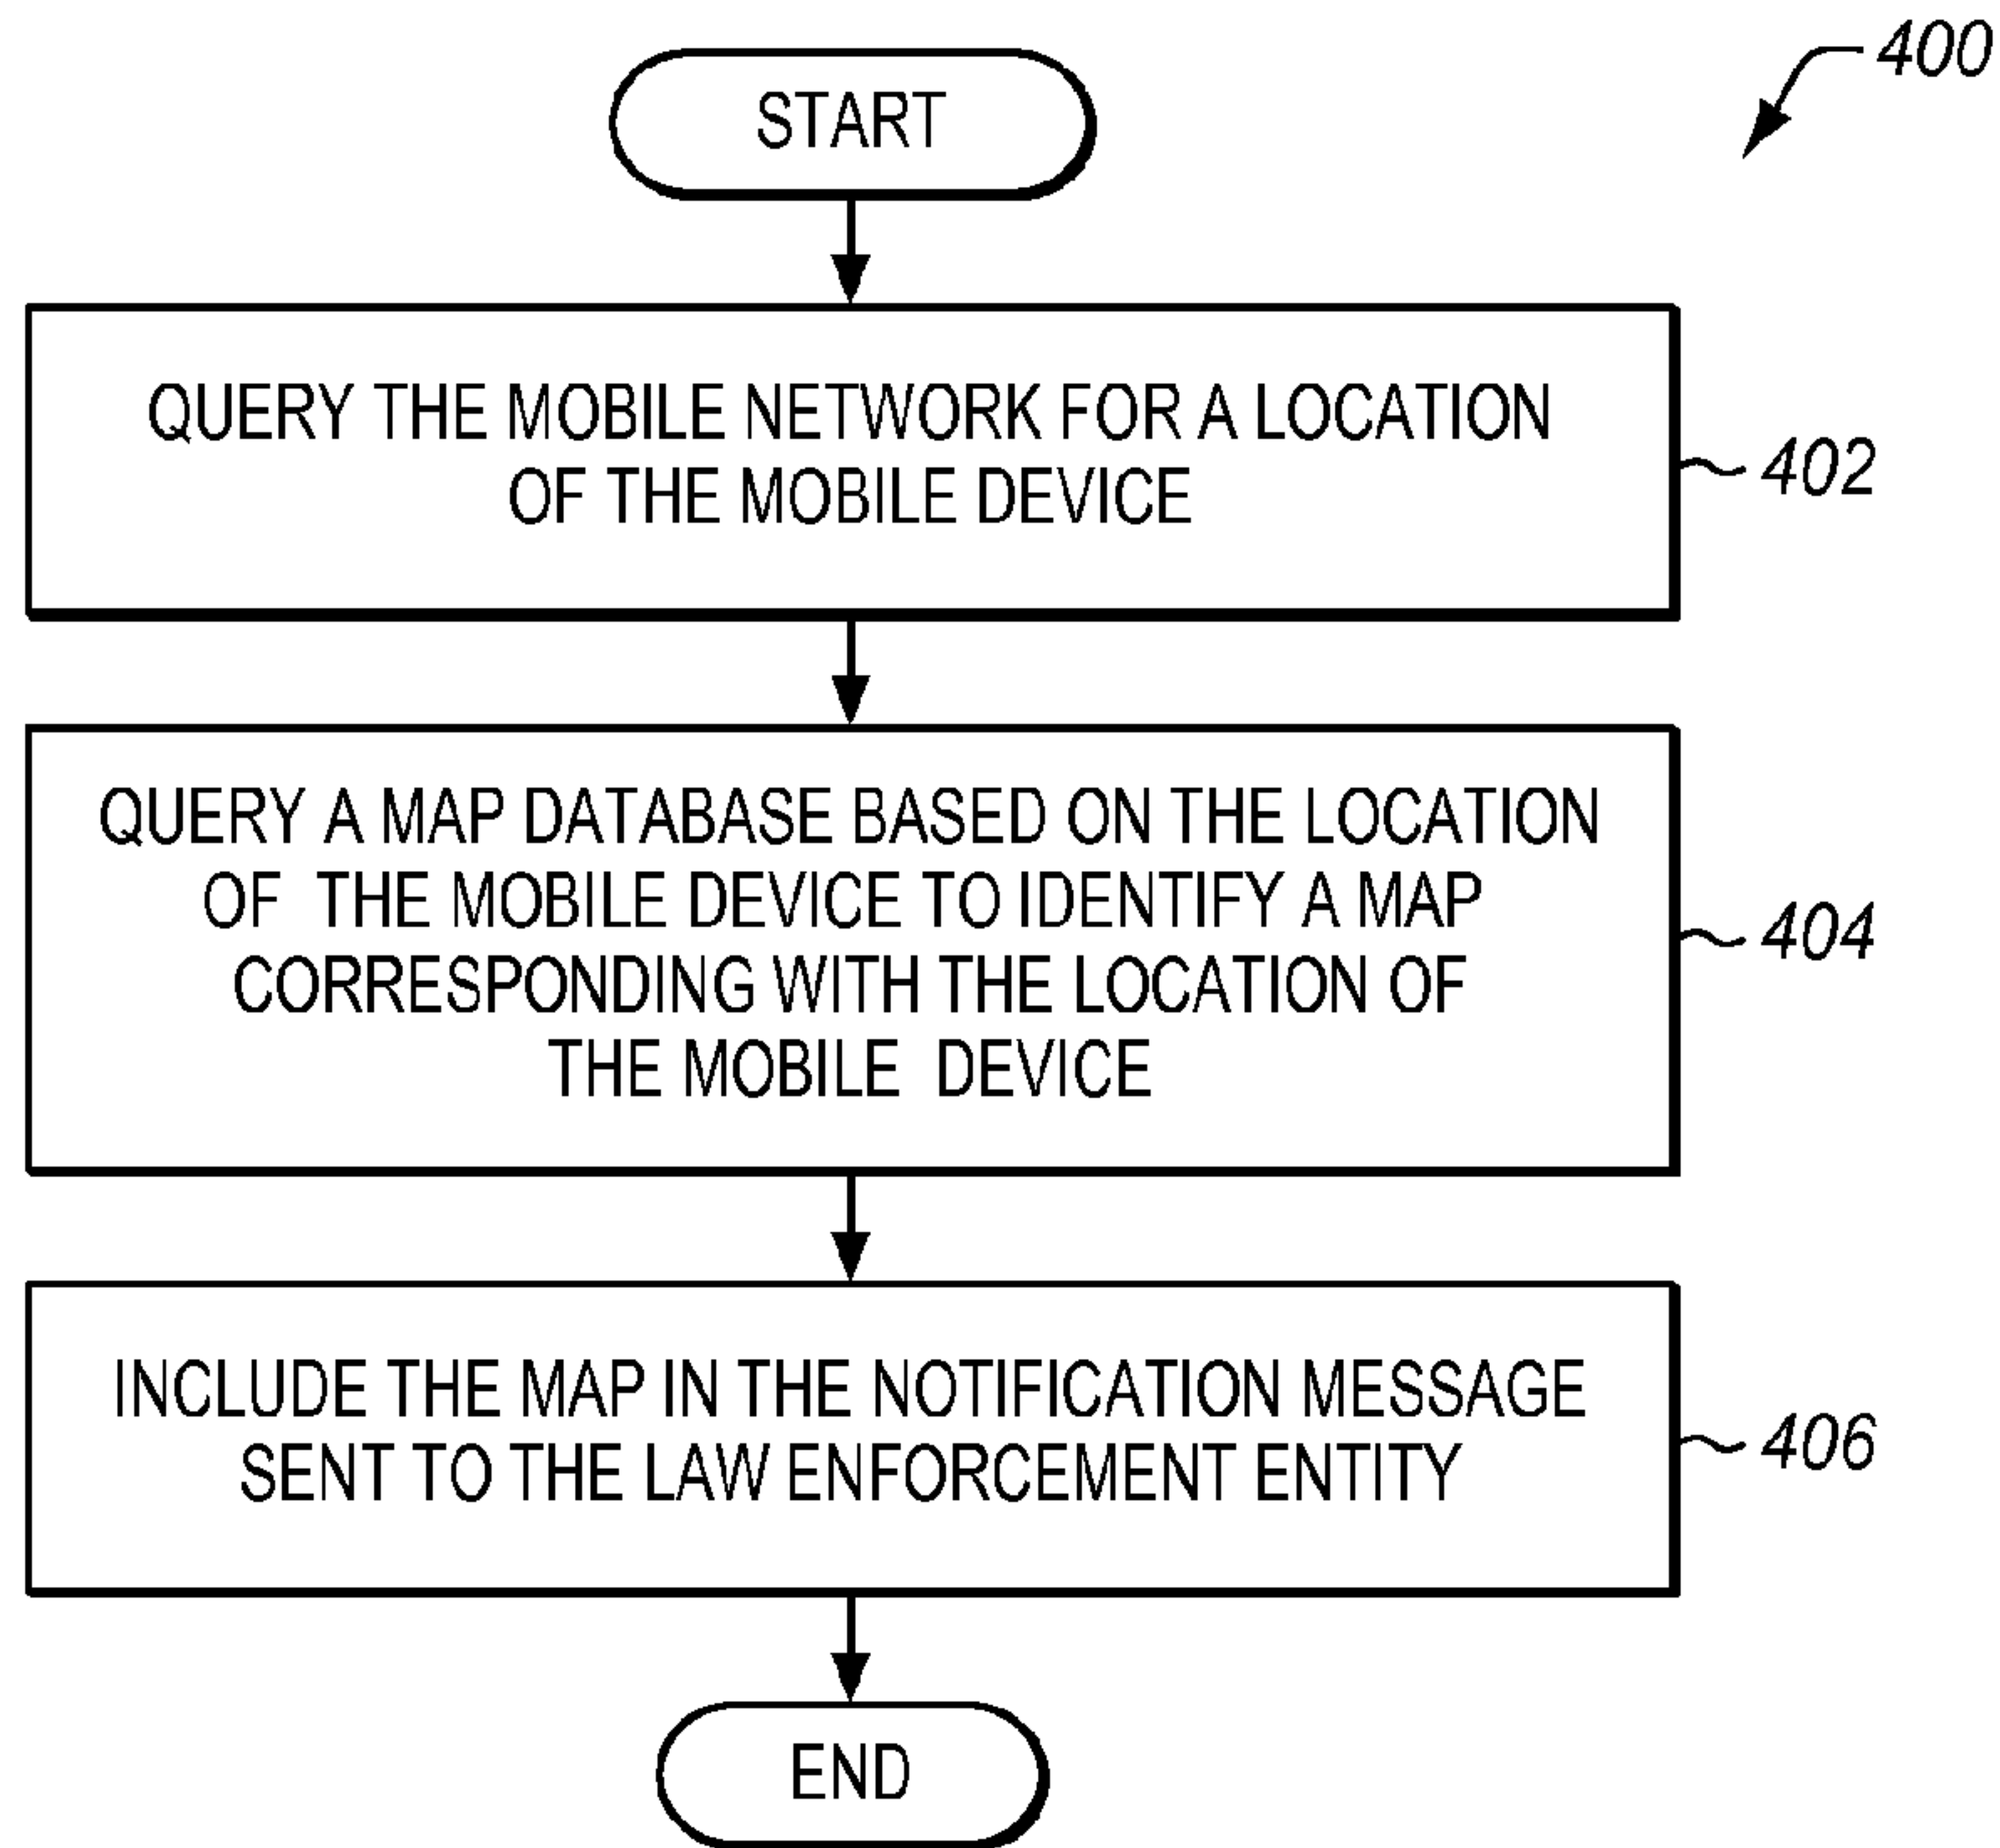 START
400
QUERY THE MOBILE NETWORK FOR A LOCATION
OF THE MOBILE DEVICE
402
QUERY A MAP DATABASE BASED ON THE LOCATION
OF THE MOBILE DEVICE TO IDENTIFY A MAP
CORRESPONDING WITH THE LOCATION OF
THE MOBILE DEVICE
404
INCLUDE THE MAP IN THE NOTIFICATION MESSAGE
SENT TO THE LAW ENFORCEMENT ENTITY
406
END